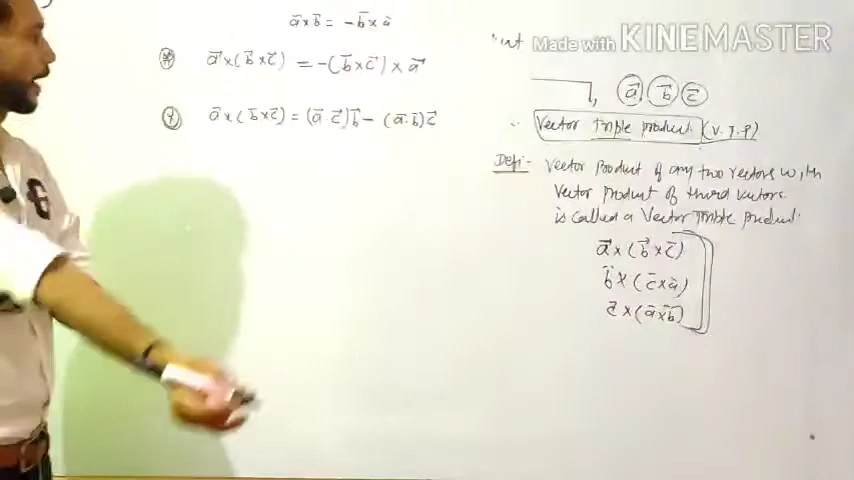 a⃗×b⃗ = -b⃗×a⃗
a⃗×(b⃗×c⃗) = -(b⃗×c⃗)×a⃗
a⃗×(b⃗×c⃗) = (a⃗.c⃗)b⃗ - (a⃗.b⃗)c⃗
Made with KINEMASTER
a⃗ b⃗ c⃗
Vector Triple product (V.T.P)
Defi:- Vector Product of any two vectors with
Vector Product of third vectors.
is called a Vector Triple product.
a⃗×(b⃗×c⃗)
b⃗×(c⃗×a⃗)
c⃗×(a⃗×b⃗)